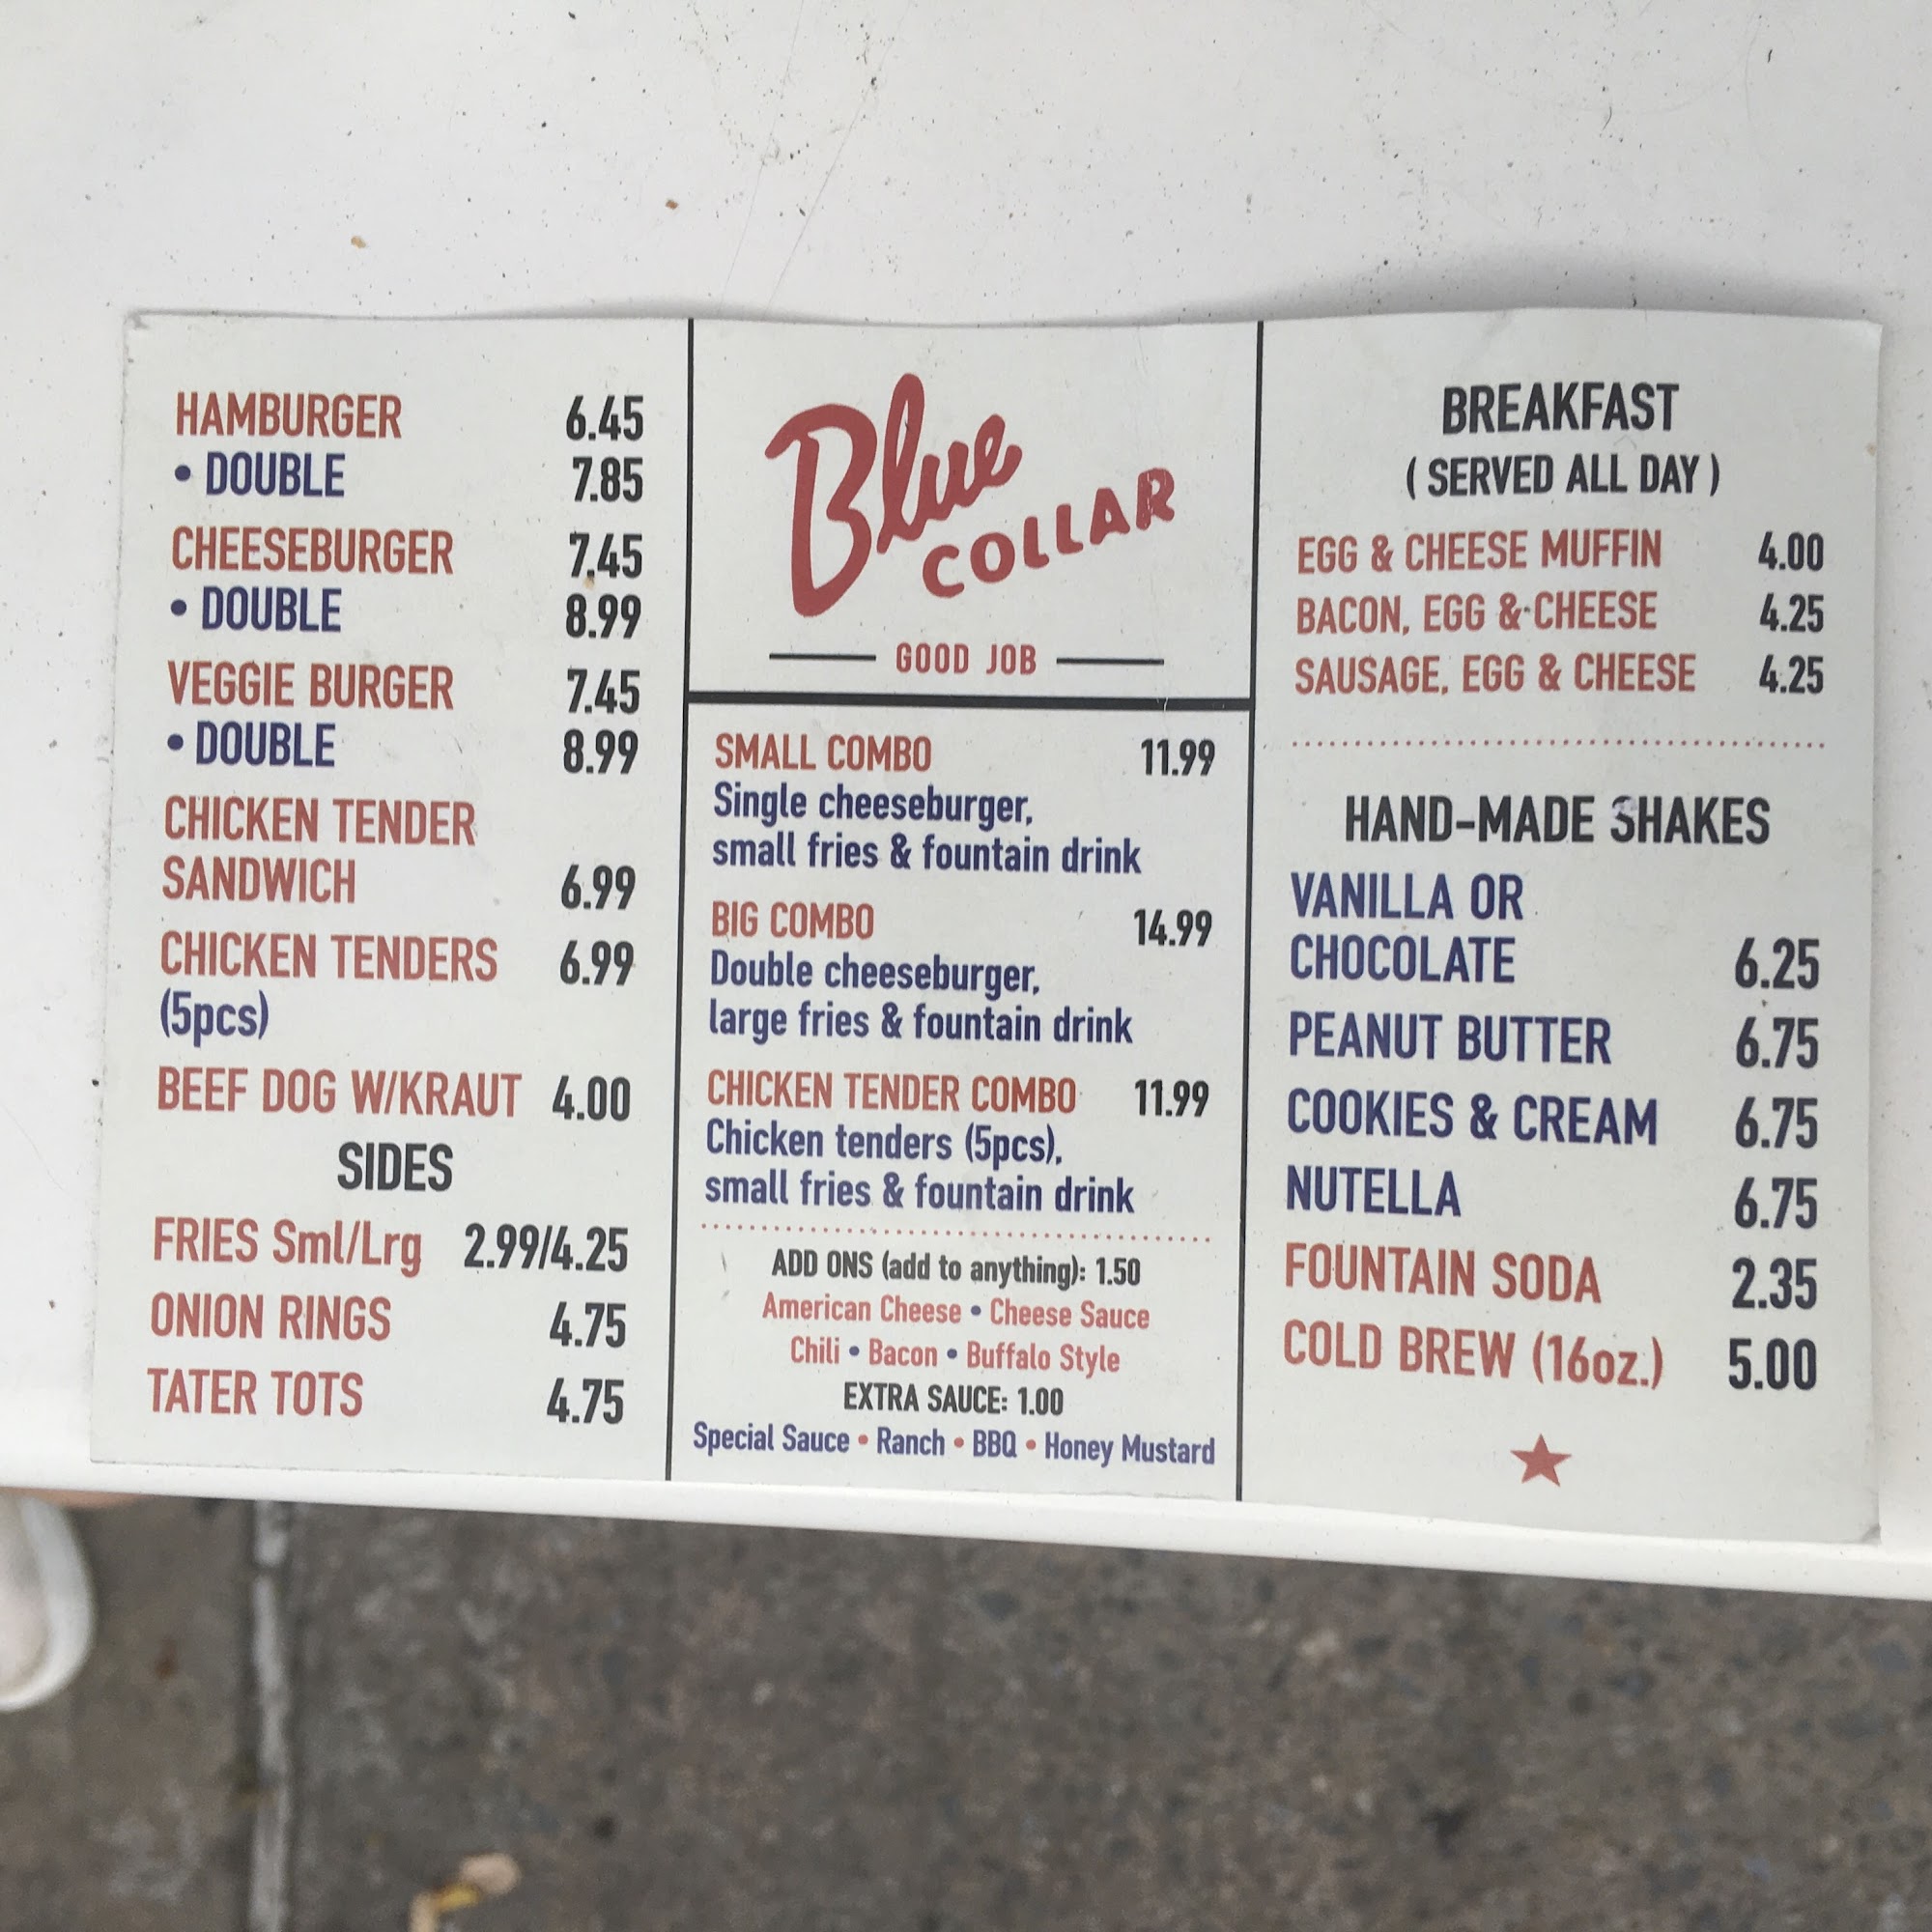 HAMBURGER 6.45
• DOUBLE 7.85
CHEESEBURGER 7.45
• DOUBLE 8.99
VEGGIE BURGER 7.45
• DOUBLE 8.99
CHICKEN TENDER
SANDWICH 6.99
CHICKEN TENDERS 6.99
(5pcs)
BEEF DOG W/KRAUT 4.00
SIDES
FRIES Sml/Lrg 2.99/4.25
ONION RINGS 4.75
TATER TOTS 4.75
Blue
COLLAR
GOOD JOB
SMALL COMBO 11.99
Single cheeseburger,
small fries & fountain drink
BIG COMBO 14.99
Double cheeseburger,
large fries & fountain drink
CHICKEN TENDER COMBO 11.99
Chicken tenders (5pcs),
small fries & fountain drink
ADD ONS (add to anything): 1.50
American Cheese • Cheese Sauce
Chili • Bacon • Buffalo Style
EXTRA SAUCE: 1.00
Special Sauce • Ranch • BBQ • Honey Mustard
BREAKFAST
( SERVED ALL DAY )
EGG & CHEESE MUFFIN 4.00
BACON, EGG & CHEESE 4.25
SAUSAGE, EGG & CHEESE 4.25
HAND-MADE SHAKES
VANILLA OR
CHOCOLATE 6.25
PEANUT BUTTER 6.75
COOKIES & CREAM 6.75
NUTELLA 6.75
FOUNTAIN SODA 2.35
COLD BREW (16oz.) 5.00